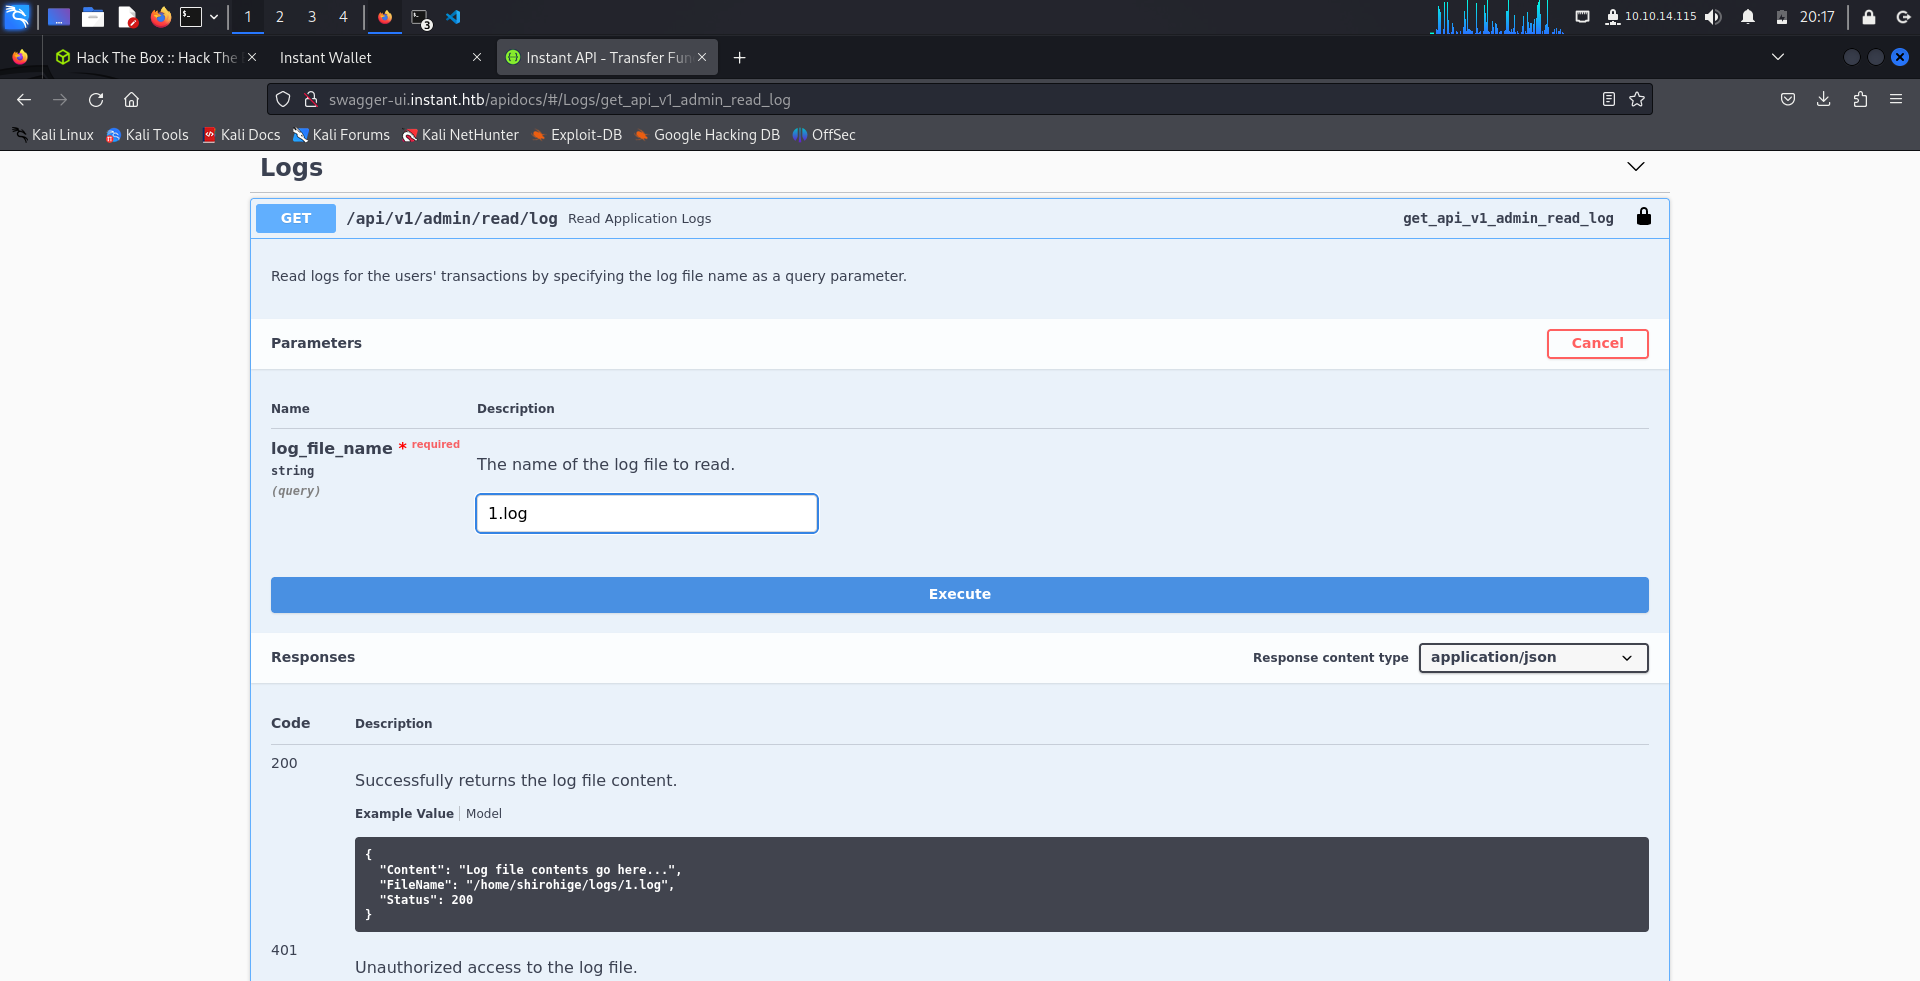 1 2 3 4 3 10.10.14.115 20:17
Hack The Box :: Hack The Instant Wallet Instant API - Transfer Fun
swagger-ui.instant.htb/apidocs/#/Logs/get_api_v1_admin_read_log
Kali Linux Kali Tools Kali Docs Kali Forums Kali NetHunter Exploit-DB Google Hacking DB OffSec
Logs
GET /api/v1/admin/read/log Read Application Logs get_api_v1_admin_read_log
Read logs for the users' transactions by specifying the log file name as a query parameter.
Parameters Cancel
Name Description
log_file_name * required
string
(query)
The name of the log file to read.
1.log
Execute
Responses Response content type application/json
Code Description
200
Successfully returns the log file content.
Example Value Model
{
"Content": "Log file contents go here...",
"FileName": "/home/shirohige/logs/1.log",
"Status": 200
}
401
Unauthorized access to the log file.